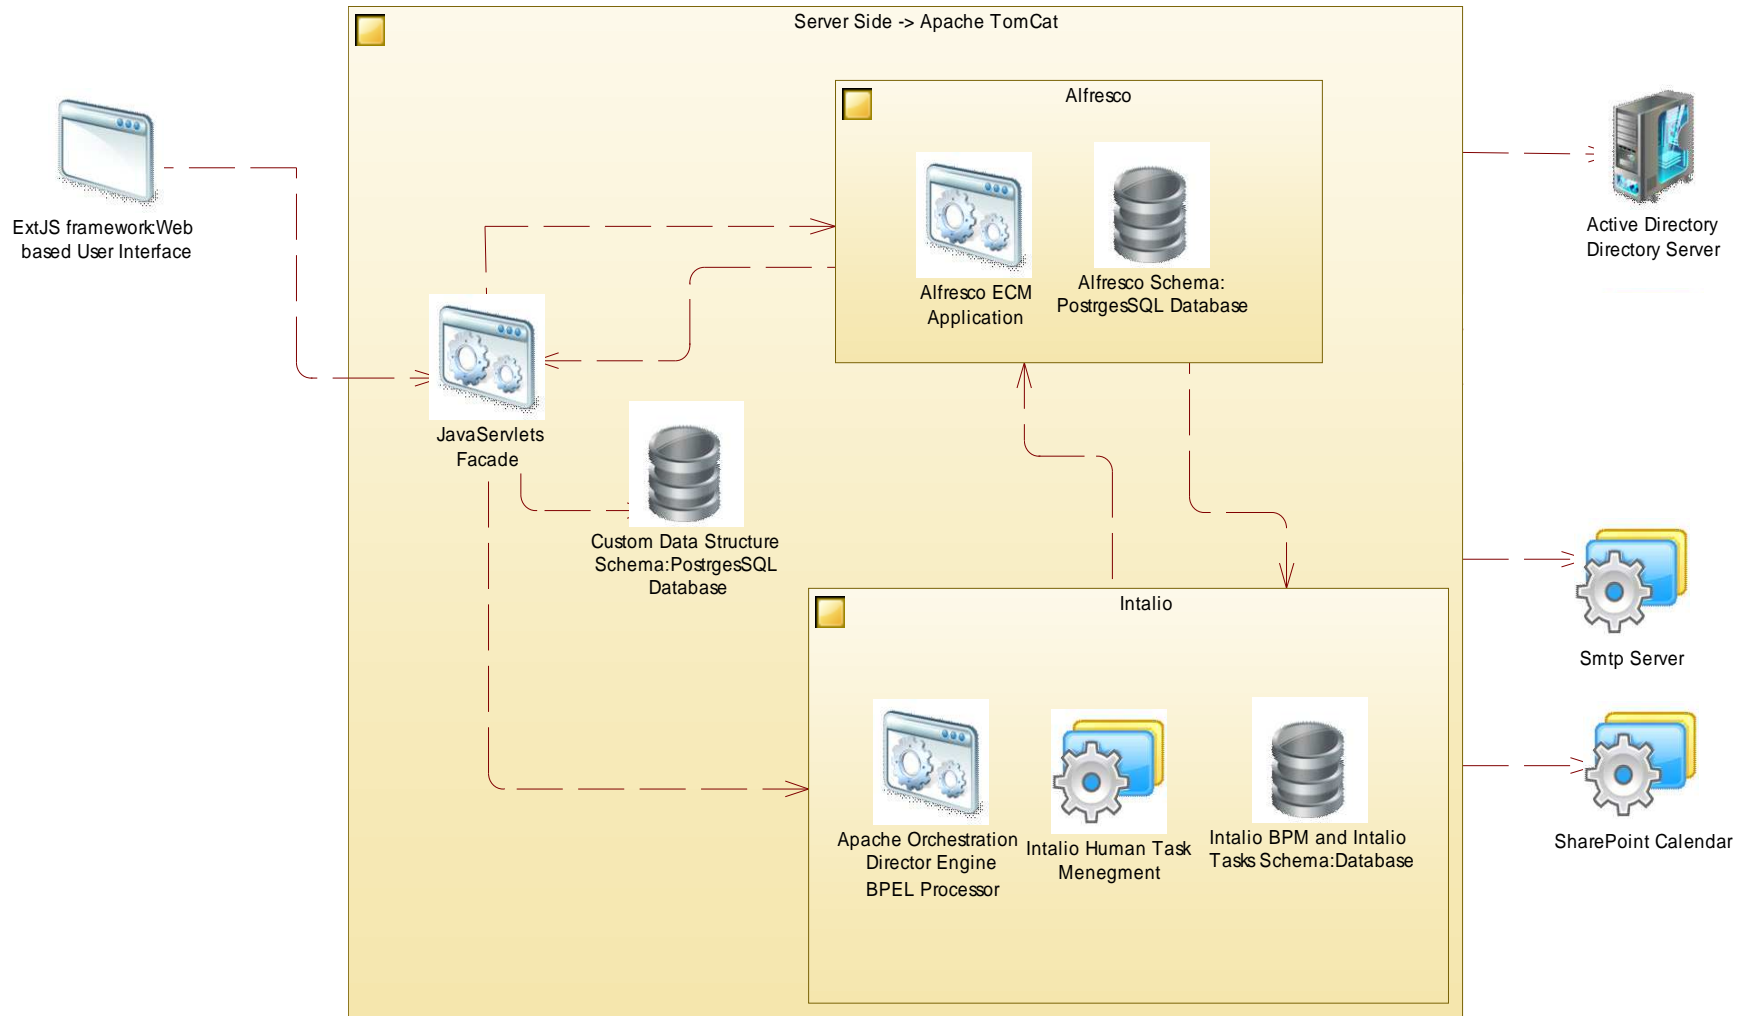 Server Side -> Apache TomCat
Alfresco
ExtJS framework:Web
based User Interface
Active Directory
Directory Server
Alfresco ECM
Application
Alfresco Schema:
PostrgesSQL Database
JavaServlets
Facade
Custom Data Structure
Schema:PostrgesSQL
Database
Intalio
Smtp Server
Apache Orchestration
Director Engine
BPEL Processor
Intalio Human Task
Menegment
Intalio BPM and Intalio
Tasks Schema:Database
SharePoint Calendar